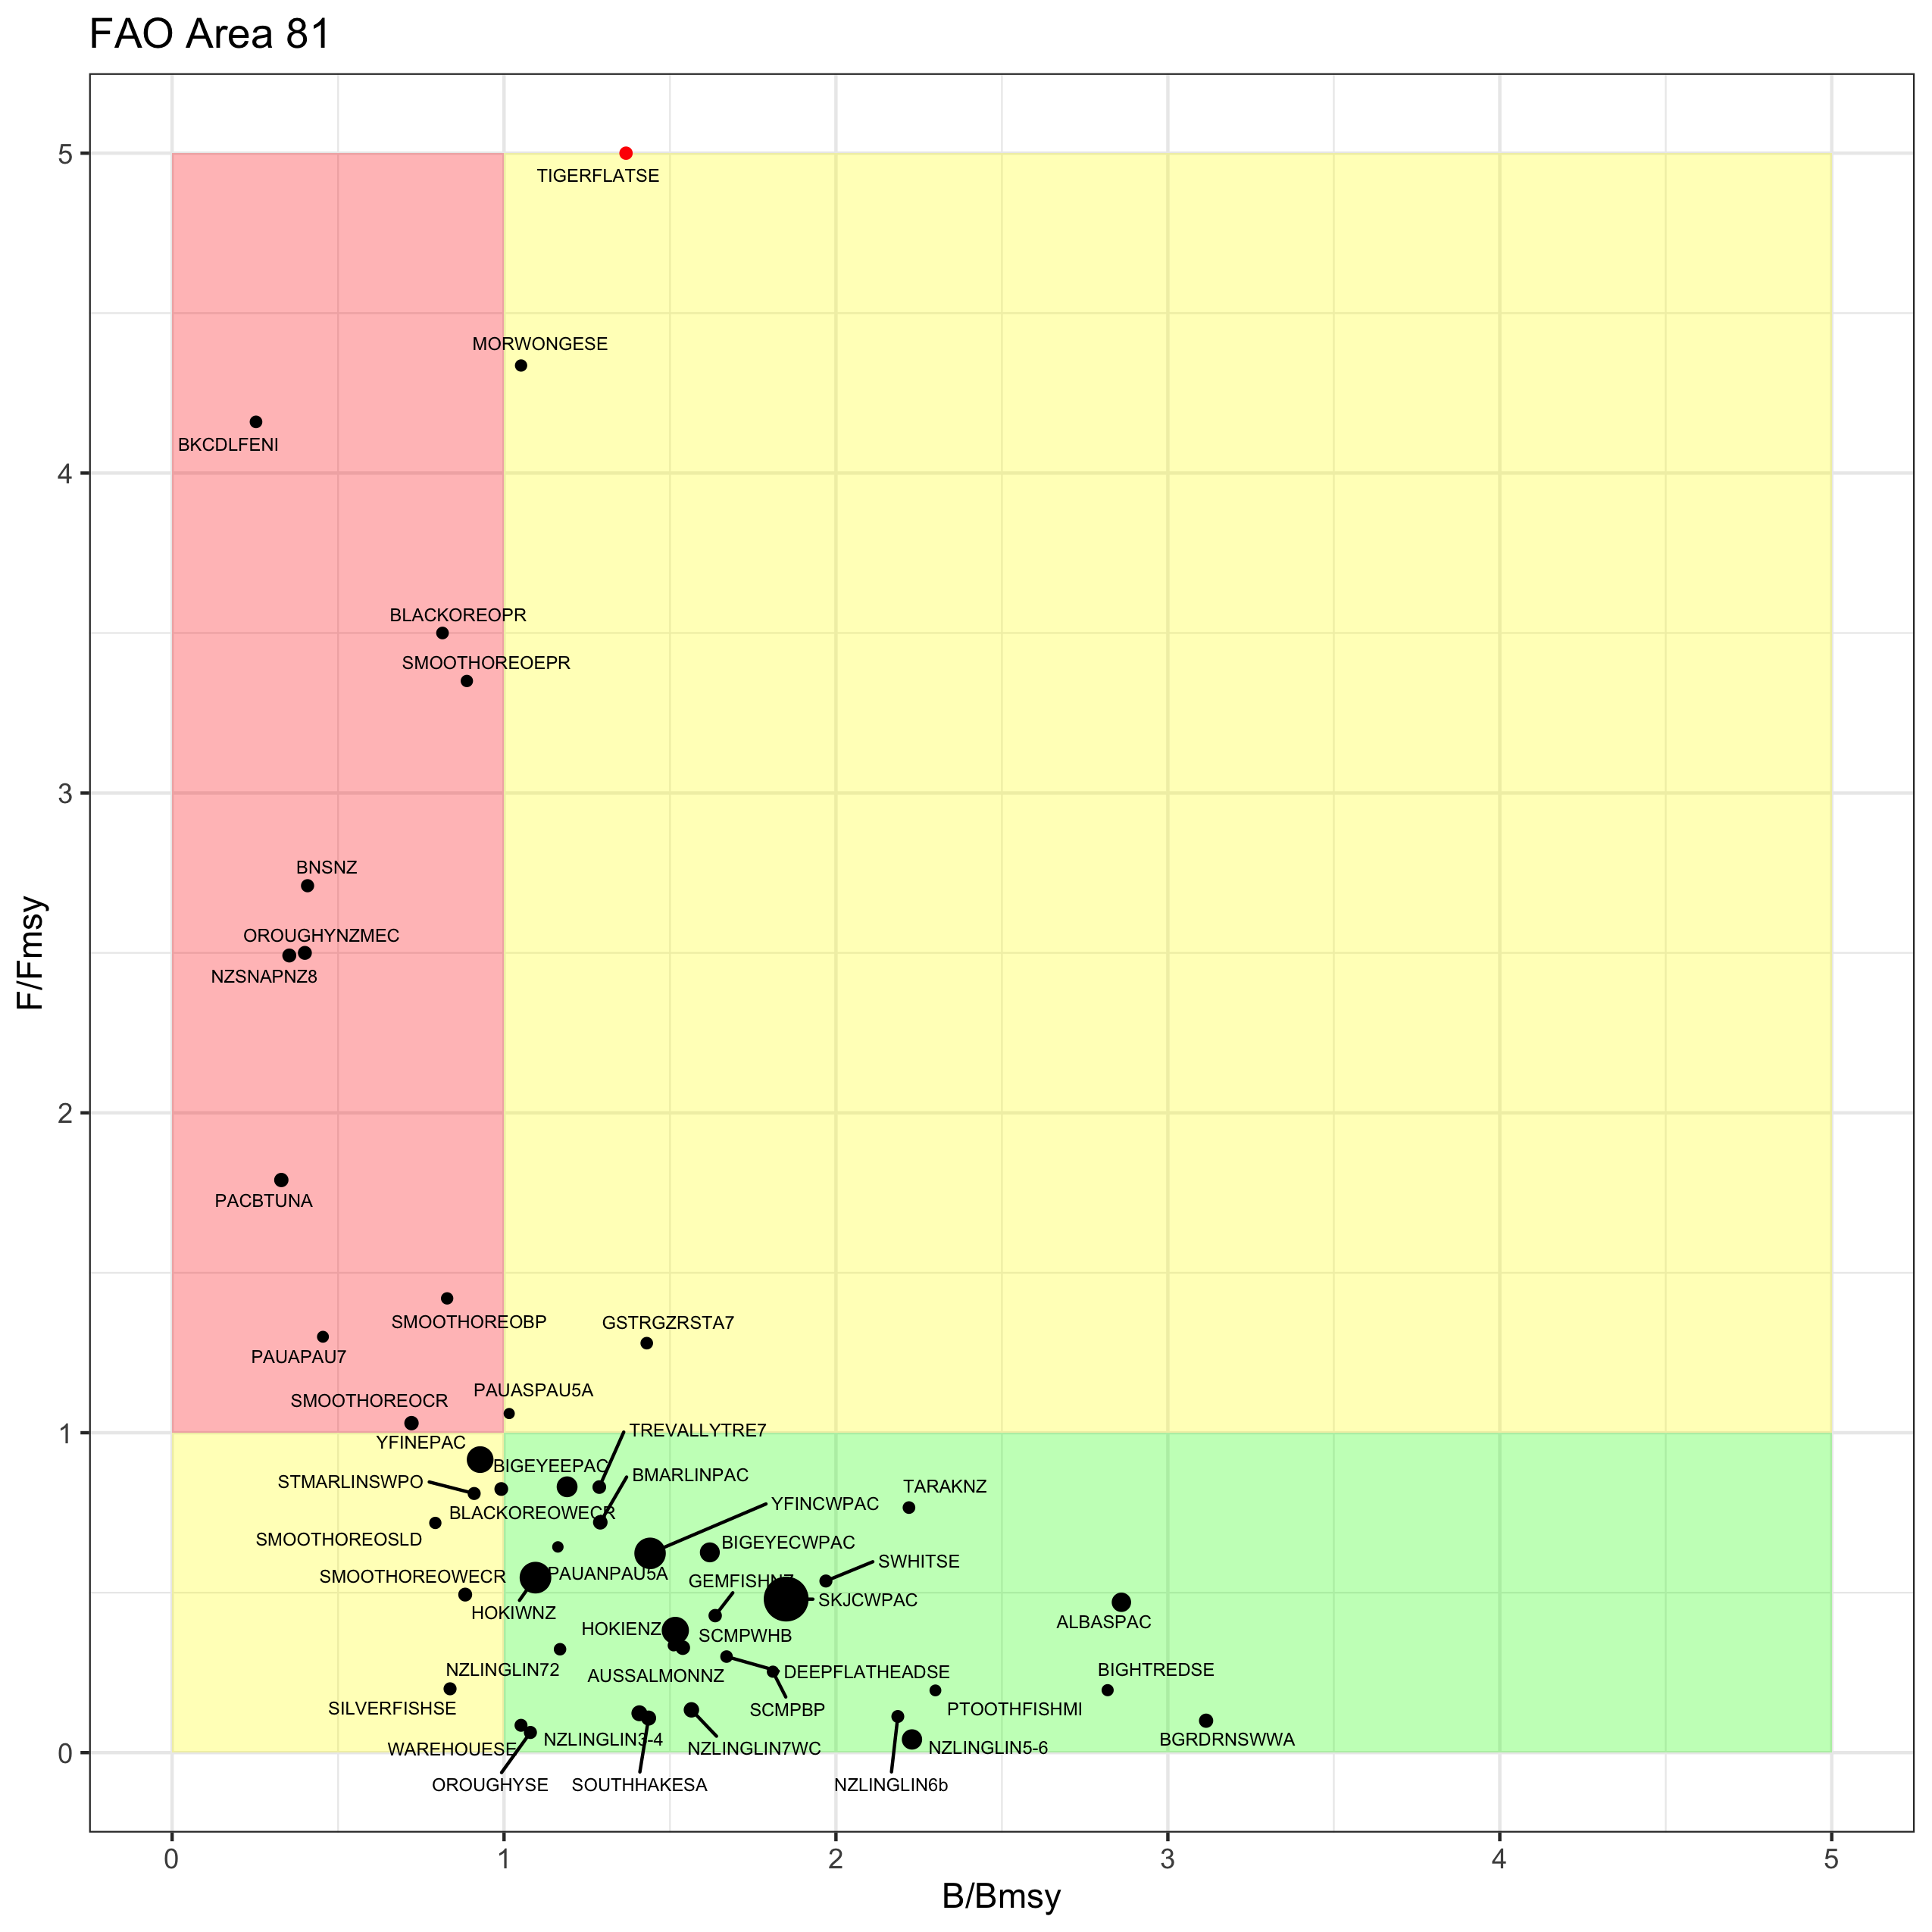 FAO Area 81
5
TIGERFLATSE
MORWONGESE
BKCDLFENI
4
BLACKOREOPR
SMOOTHOREOEPR
3
BNSNZ
OROUGHYNZMEC
NZSNAPNZ8
F/Fmsy
2
PACBTUNA
SMOOTHOREOBP
GSTRGZRSTA7
PAUAPAU7
PAUASPAU5A
SMOOTHOREOCR
1
TREVALLYTRE7
YFINEPAC
BIGEYEEPAC
BMARLINPAC
STMARLINSWPO
TARAKNZ
YFINCWPAC
BLACKOREOWECR
SMOOTHOREOSLD
BIGEYECWPAC
SWHITSE
PAUANPAU5A
SMOOTHOREOWECR
GEMFISHNZ
SKJCWPAC
HOKIWNZ
ALBASPAC
HOKIENZ
SCMPWHB
NZLINGLIN72
AUSSALMONNZ
DEEPFLATHEADSE
BIGHTREDSE
SILVERFISHSE
SCMPBP
PTOOTHFISHMI
WAREHOUESE
NZLINGLIN3-4
NZLINGLIN7WC
NZLINGLIN5-6
BGRDRNSWWA
0
OROUGHYSE
SOUTHHAKESA
NZLINGLIN6b
0 1 2 3 4 5
B/Bmsy